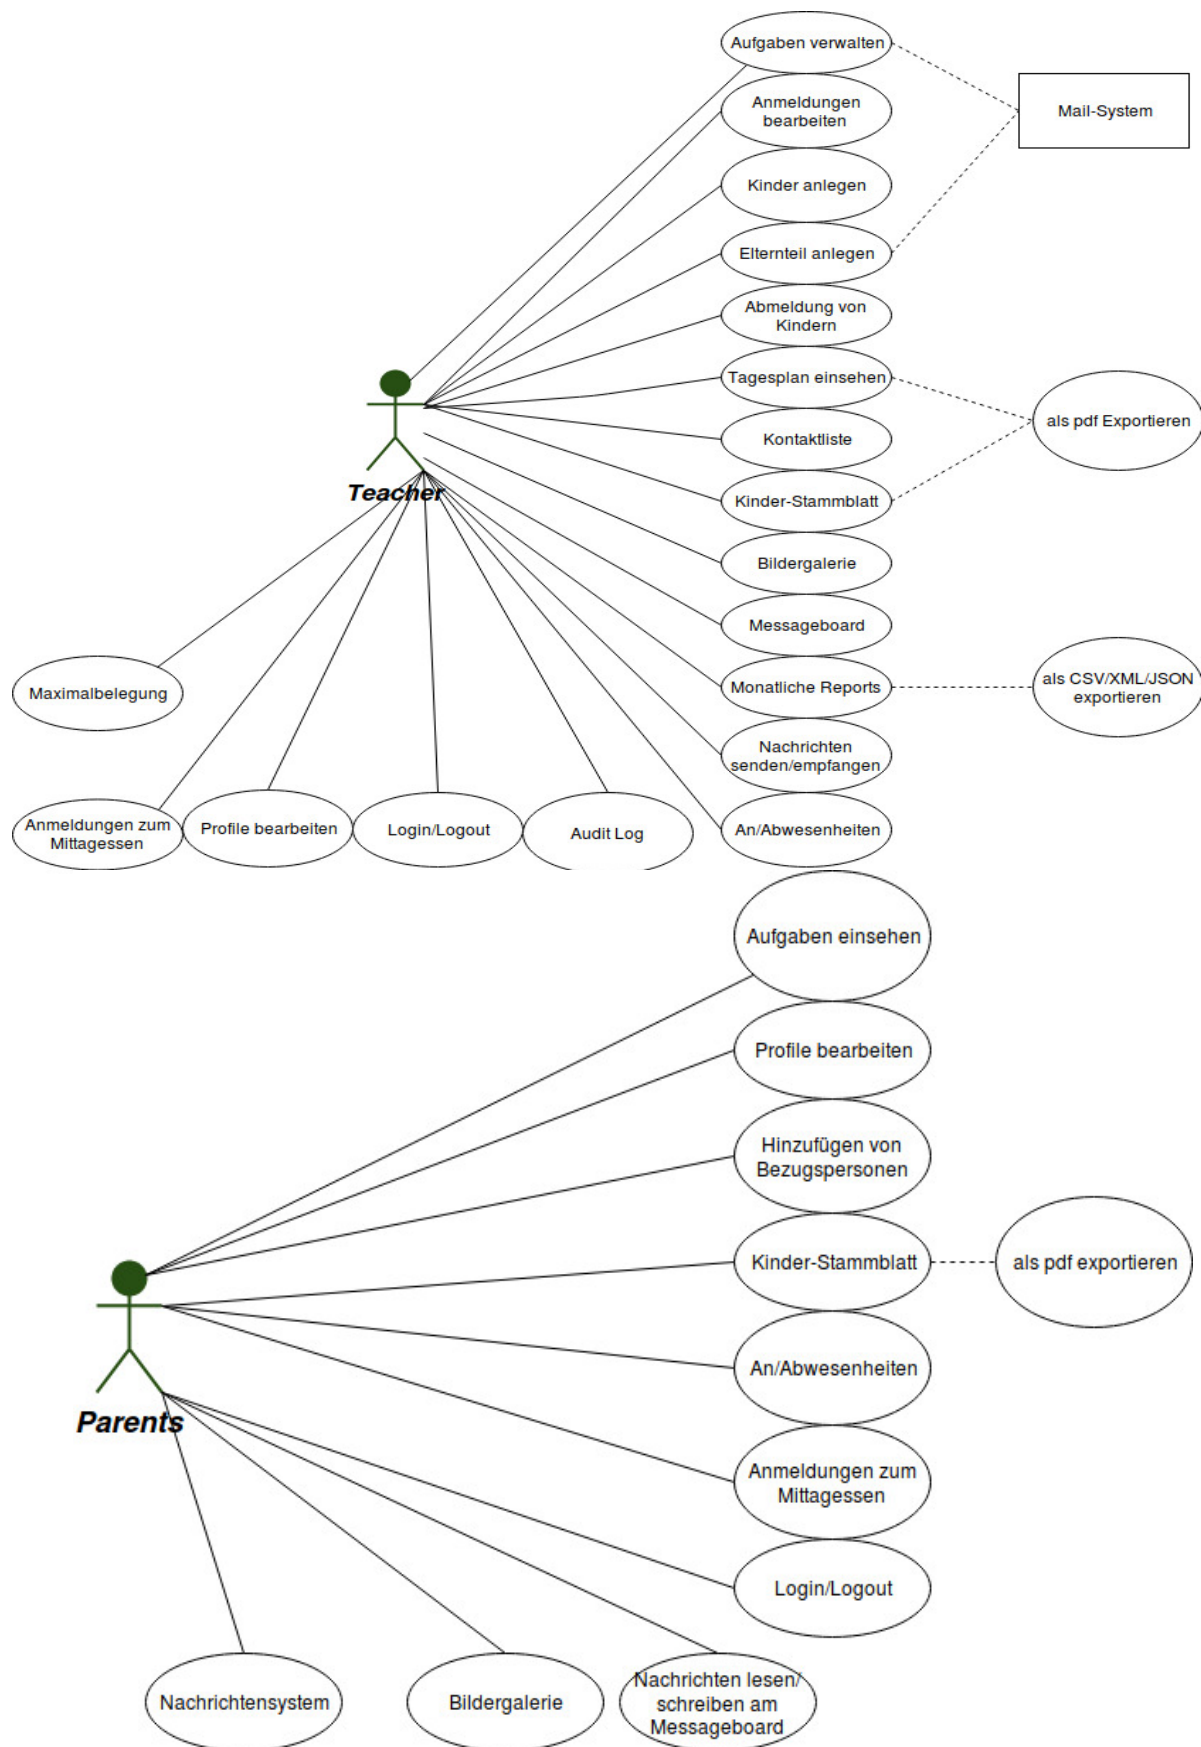 Aufgaben verwalten
Mail-System
Anmeldungen
bearbeiten
Kinder anlegen
Elternteil anlegen
Abmeldung von
Kindern
Tagesplan einsehen
als pdf Exportieren
Kontaktliste
Teacher
Kinder-Stammblatt
Bildergalerie
Messageboard
Maximalbelegung
Monatliche Reports
als CSV/XML/JSON
exportieren
Nachrichten
senden/empfangen
Anmeldungen zum
Mittagessen
Profile bearbeiten
Login/Logout
Audit Log
An/Abwesenheiten
Aufgaben einsehen
Profile bearbeiten
Hinzufügen von
Bezugspersonen
Kinder-Stammblatt
als pdf exportieren
An/Abwesenheiten
Parents
Anmeldungen zum
Mittagessen
Login/Logout
Nachrichtensystem
Bildergalerie
Nachrichten lesen/
schreiben am
Messageboard